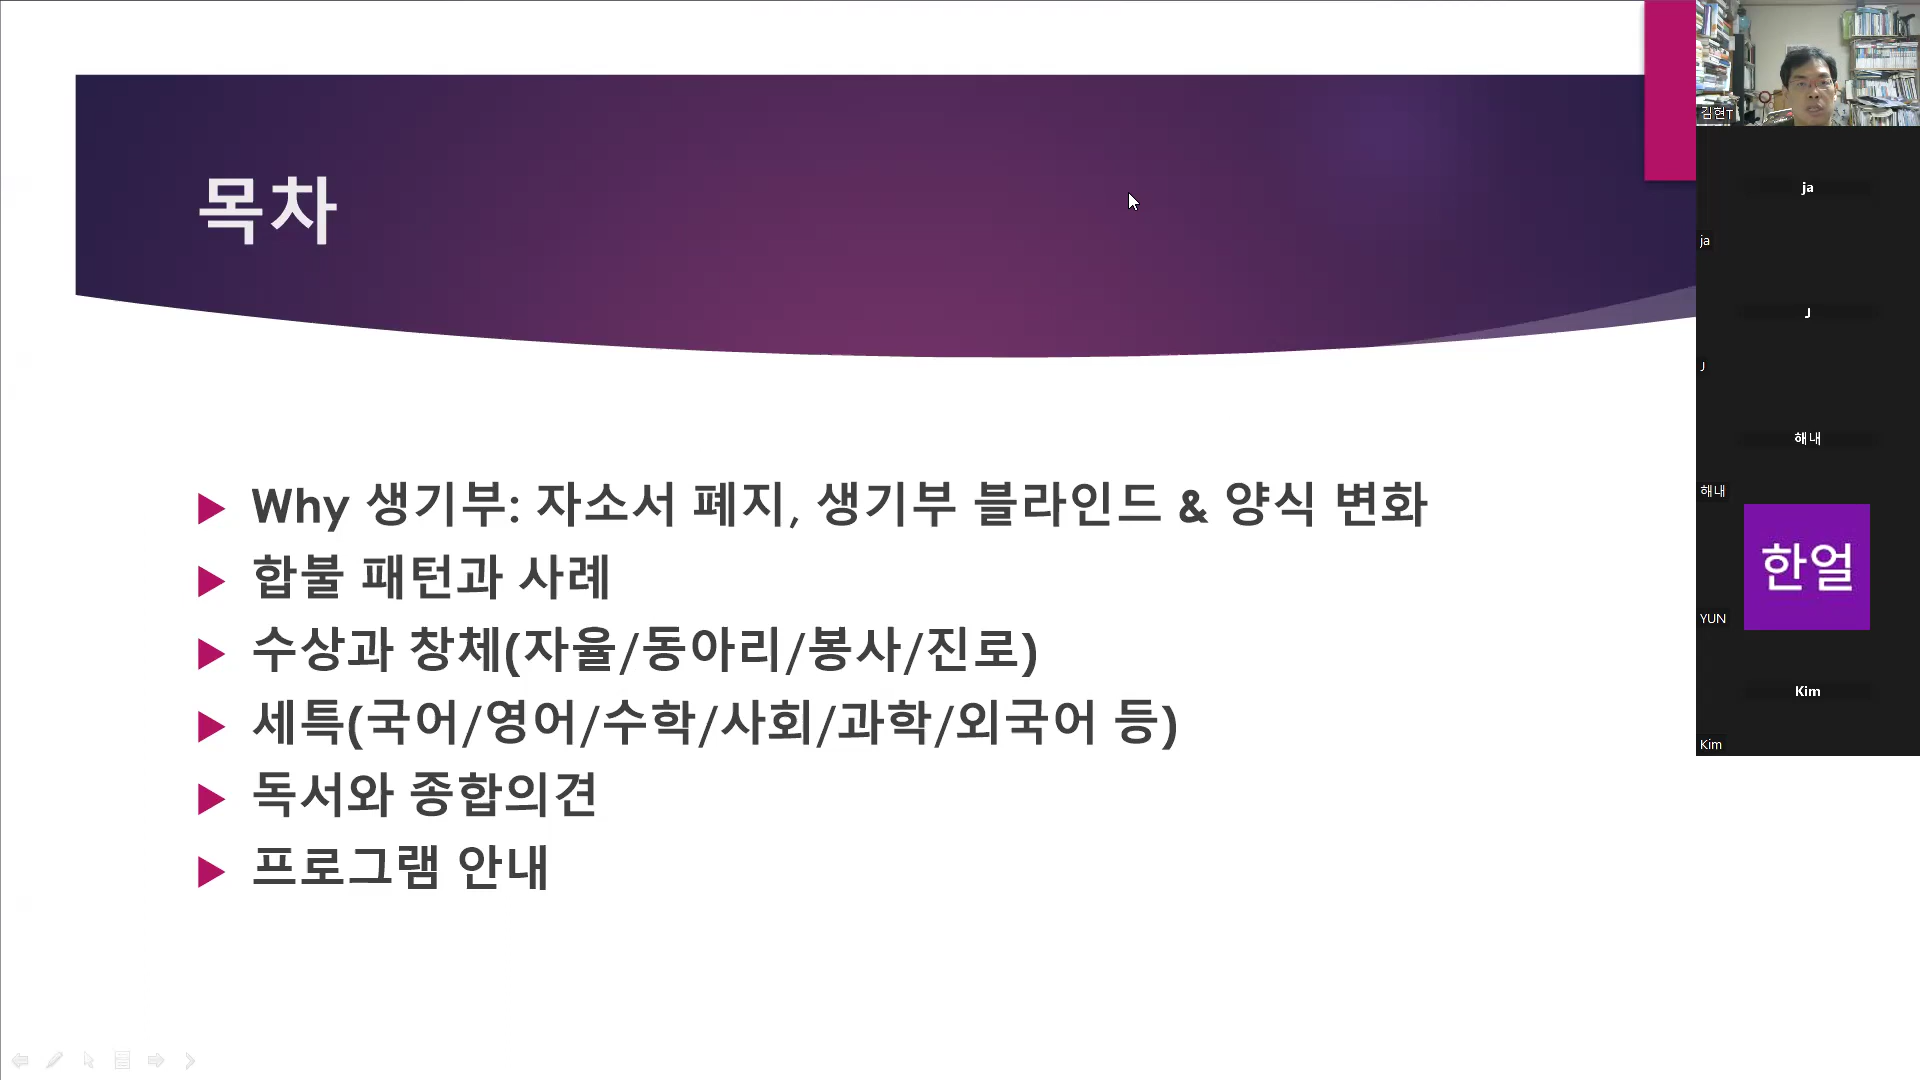 목차
Why 생기부: 자소서 폐지, 생기부 블라인드 & 양식 변화
합불 패턴과 사례
수상과 창체(자율/동아리/봉사/진로)
세특(국어/영어/수학/사회/과학/외국어 등)
독서와 종합의견
프로그램 안내
김현T
ja
ja
J
J
해내
해내
한얼
YUN
Kim
Kim